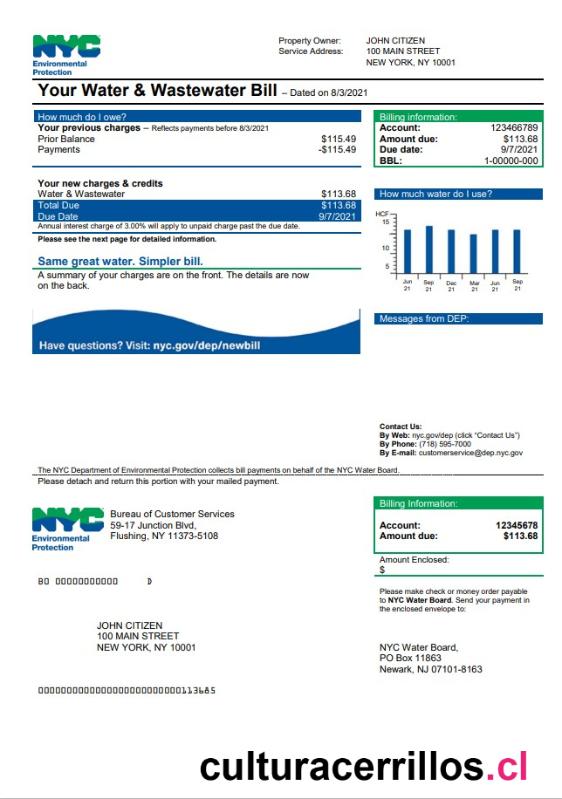 NYC
Environmental
Protection
Property Owner: JOHN CITIZEN
Service Address: 100 MAIN STREET
NEW YORK, NY 10001
Your Water & Wastewater Bill – Dated on 8/3/2021
How much do I owe?
Your previous charges – Reflects payments before 8/3/2021
Prior Balance $115.49
Payments -$115.49
Your new charges & credits
Water & Wastewater $113.68
Total Due $113.68
Due Date 9/7/2021
Annual interest charge of 3.00% will apply to unpaid charge past the due date.
Please see the next page for detailed information.
Same great water. Simpler bill.
A summary of your charges are on the front. The details are now
on the back.
Have questions? Visit: nyc.gov/dep/newbill
Billing information:
Account: 123466789
Amount due: $113.68
Due date: 9/7/2021
BBL: 1-00000-000
How much water do I use?
HCF
15
10
5
Jun Sep Dec Mar Jun Sep
21 21 21 21 21 21
Messages from DEP:
Contact Us:
By Web: nyc.gov/dep (click “Contact Us”)
By Phone: (718) 595-7000
By E-mail: customerservice@dep.nyc.gov
The NYC Department of Environmental Protection collects bill payments on behalf of the NYC Water Board.
Please detach and return this portion with your mailed payment.
NYC
Environmental
Protection
Bureau of Customer Services
59-17 Junction Blvd,
Flushing, NY 11373-5108
Billing Information:
Account: 12345678
Amount due: $113.68
Amount Enclosed:
$
BO 00000000000 D
Please make check or money order payable
to NYC Water Board. Send your payment in
the enclosed envelope to:
JOHN CITIZEN
100 MAIN STREET
NEW YORK, NY 10001
NYC Water Board,
PO Box 11863
Newark, NJ 07101-8163
culturacerrillos.cl